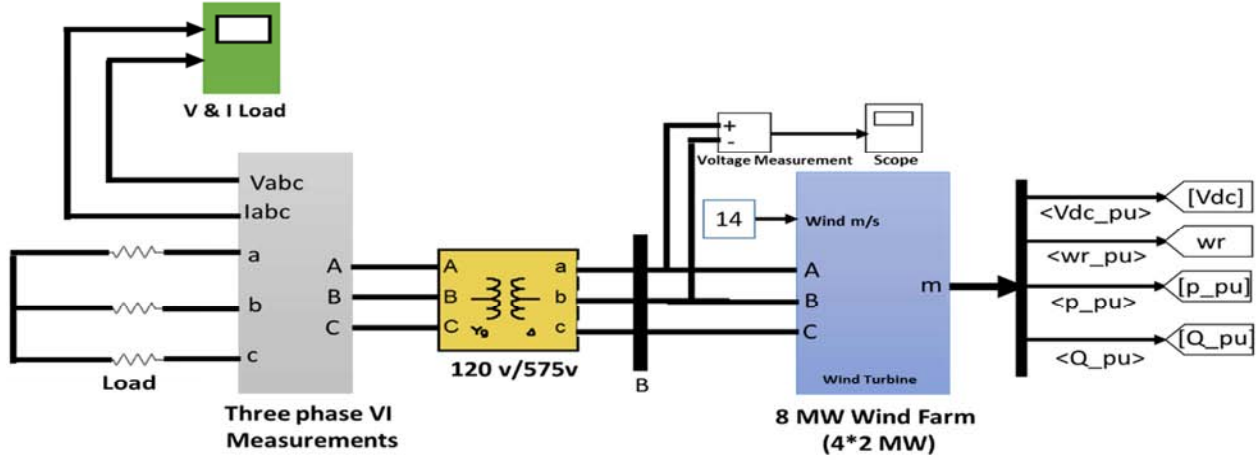 V & I Load
Vabc
Iabc
a
b
c
A
B
C
Load
Three phase VI
Measurements
A
B
C
Yg
Δ
a
b
c
120 v/575v
B
+
-
Voltage Measurement
Scope
14
Wind m/s
A
B
C
m
Wind Turbine
8 MW Wind Farm
(4*2 MW)
<Vdc_pu>
[Vdc]
<wr_pu>
wr
<p_pu>
[p_pu]
<Q_pu>
[Q_pu]